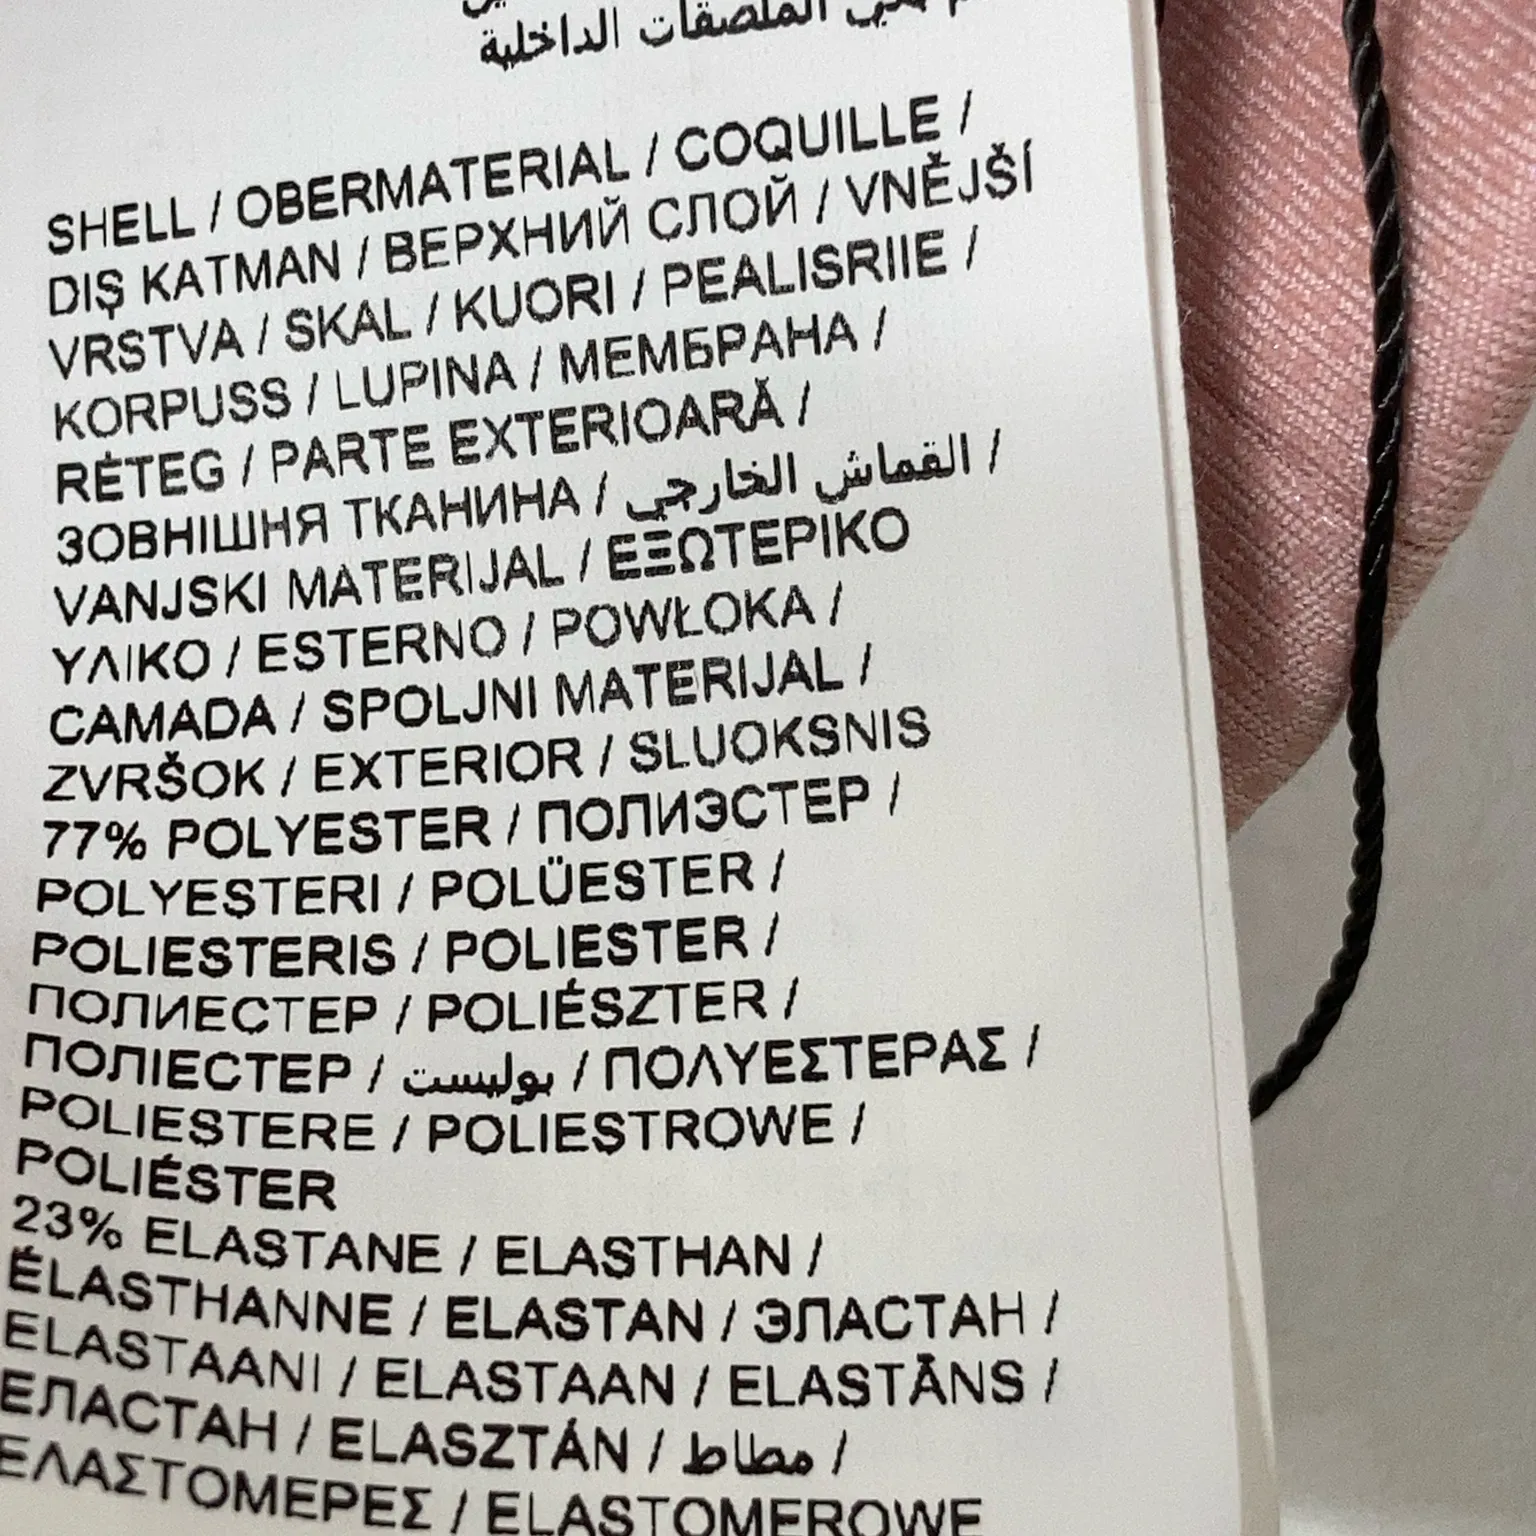 الملصقات الداخلية
SHELL / OBERMATERIAL / COQUILLE /
DIŞ KATMAN / ВЕРХНИЙ СЛОЙ / VNĚJŠÍ
VRSTVA / SKAL / KUORI / PEALISRIIE /
KORPUSS / LUPINA / МЕМБРАНА /
RÉTEG / PARTE EXTERIOARĂ /
ЗОВНІШНЯ ТКАНИНА / القماش الخارجي /
VANJSKI MATERIJAL / ΕΞΩΤΕΡΙΚΟ
ΥΛΙΚΟ / ESTERNO / POWŁOKA /
CAMADA / SPOLJNI MATERIJAL /
ZVRŠOK / EXTERIOR / SLUOKSNIS
77% POLYESTER / ПОЛИЭСТЕР /
POLYESTERI / POLÜESTER /
POLIESTERIS / POLIESTER /
ПОЛИЕСТЕР / POLIÉSZTER /
ПОЛІЕСТЕР / بوليست / ΠΟΛΥΕΣΤΕΡΑΣ /
POLIESTERE / POLIESTROWE /
POLIÉSTER
23% ELASTANE / ELASTHAN /
ÉLASTHANNE / ELASTAN / ЭЛАСТАН /
ELASTAANI / ELASTAAN / ELASTĀNS /
ЕЛАСТАН / ELASZTÁN / مطاط /
ΕΛΑΣΤΟΜΕΡΕΣ / ELASTOMEROWE